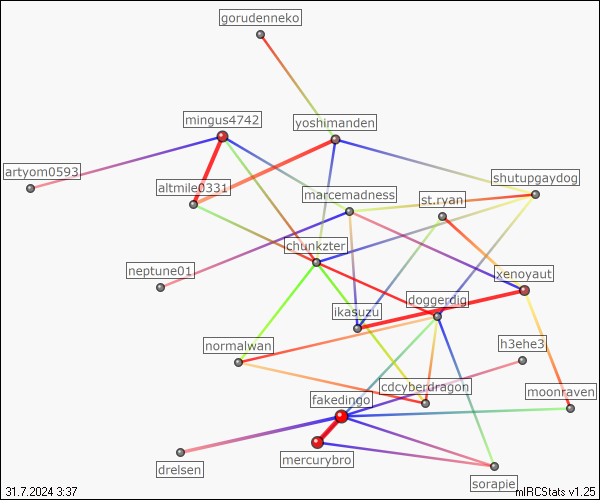 gorudenneko
mingus4742
yoshimanden
artyom0593
shutupgaydog
altmile0331
marcemadness
st.ryan
chunkzter
neptune01
xenoyaut
doggerdig
ikasuzu
normalwan
h3ehe3
cdcyberdragon
moonraven
fakedingo
mercurybro
drelsen
sorapie
31.7.2024 3:37
mIRCStats v1.25